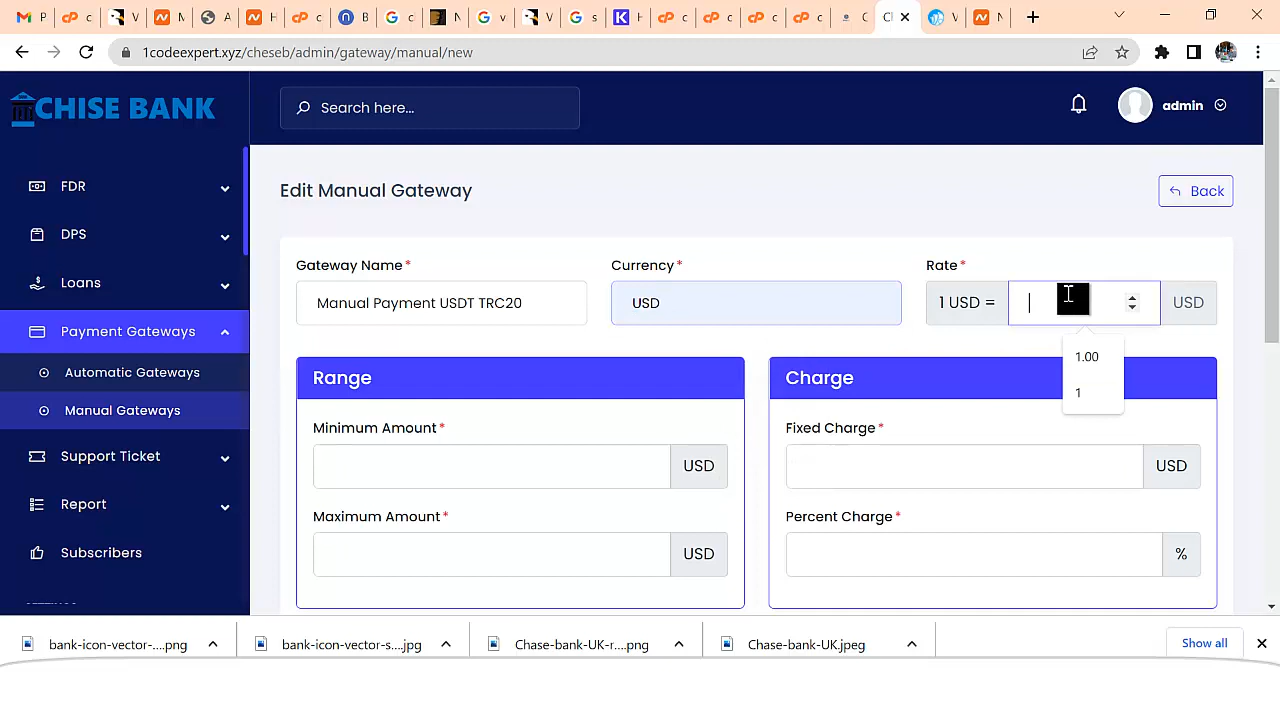 P
c
V
M
A
H
c
B
c
N
v
V
s
H
c
c
c
c
C
Cl
V
N
1codeexpert.xyz/cheseb/admin/gateway/manual/new
CHISE BANK
Search here...
admin
FDR
DPS
Loans
Payment Gateways
Automatic Gateways
Manual Gateways
Support Ticket
Report
Subscribers
Edit Manual Gateway
Back
Gateway Name*
Currency*
Rate*
Manual Payment USDT TRC20
USD
1 USD =
USD
1.00
1
Range
Charge
Minimum Amount*
Fixed Charge*
USD
USD
Maximum Amount*
Percent Charge*
USD
%
bank-icon-vector-....png
bank-icon-vector-s....jpg
Chase-bank-UK-r....png
Chase-bank-UK.jpeg
Show all